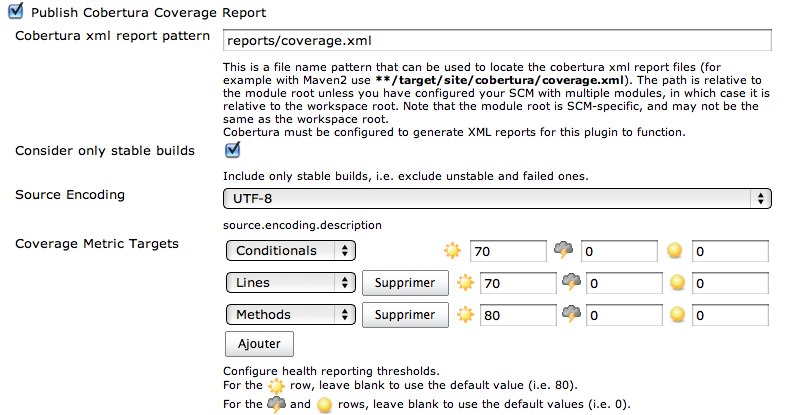 Publish Cobertura Coverage Report
Cobertura xml report pattern reports/coverage.xml
This is a file name pattern that can be used to locate the cobertura xml report files (for
example with Maven2 use **/target/site/cobertura/coverage.xml). The path is relative to
the module root unless you have configured your SCM with multiple modules, in which case it is
relative to the workspace root. Note that the module root is SCM-specific, and may not be the
same as the workspace root.
Cobertura must be configured to generate XML reports for this plugin to function.
Consider only stable builds
Include only stable builds, i.e. exclude unstable and failed ones.
Source Encoding UTF-8
source.encoding.description
Coverage Metric Targets Conditionals 70 0 0
Lines Supprimer 70 0 0
Methods Supprimer 80 0 0
Ajouter
Configure health reporting thresholds.
For the row, leave blank to use the default value (i.e. 80).
For the and rows, leave blank to use the default values (i.e. 0).